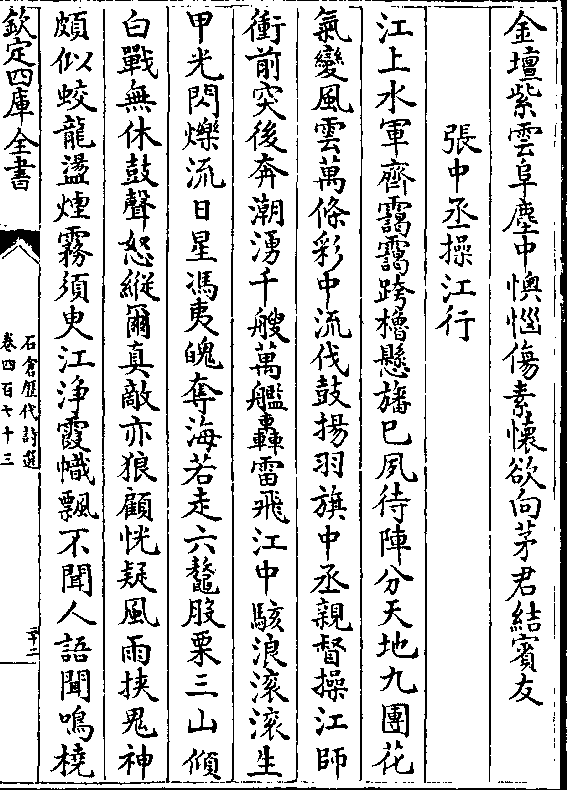 金壇紫雲阜塵中懊惱傷素懷欲向茅君結賓友
張中丞操江行
江上水軍齊靄靄跨櫓懸旛已夙待陣分天地九團花
氣變風雲萬條彩中流伐鼓揚羽旗中丞親督操江師
衝前突後奔潮湧千艘萬艦轟雷飛江中駭浪滚滚生
甲光閃爍流日星馮夷魄奪海若走六鼇股栗三山傾
白戰無休鼓聲怒縱爾真敵亦狼顧恍疑風雨挾鬼神
頗似蛟龍盪煙霧須臾江浄霞幟飄不聞人語聞鳴橈
欽定四庫全書
石倉歷代詩選
卷四百七十三
三十二